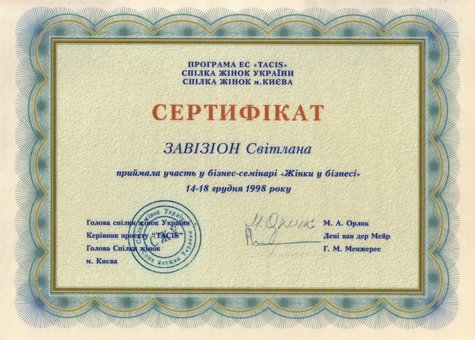 ПРОГРАМА ЕС «TACIS»
СПІЛКА ЖІНОК УКРАЇНИ
СПІЛКА ЖІНОК м.КИЄВА
СЕРТИФІКАТ
ЗАВІЗІОН Світлана
приймала участь у бізнес-семінарі «Жінки у бізнесі»
14-18 грудня 1998 року
Голова спілки жінок України М. А. Орлик
Керівник проекту "TACIS" Лені ван дер Мейр
Голова Спілки жінок Г. М. Менжерес
м. Києва
М.Орлик
СЖУ